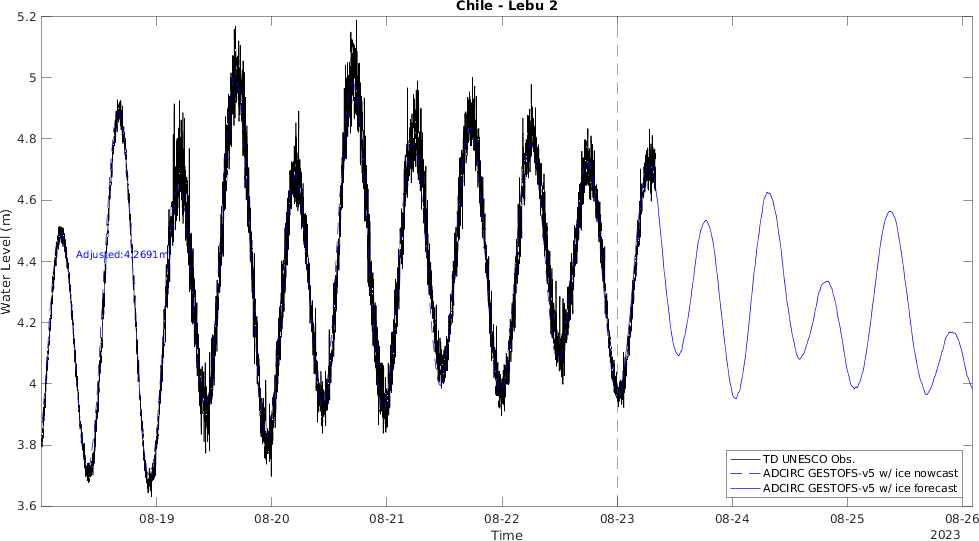 Chile - Lebu 2
Water Level (m)
5.2
5
4.8
4.6
4.4
4.2
4
3.8
3.6
Adjusted:4.2691m
TD UNESCO Obs.
ADCIRC GESTOFS-v5 w/ ice nowcast
ADCIRC GESTOFS-v5 w/ ice forecast
08-19 08-20 08-21 08-22 08-23 08-24 08-25 08-26
Time
2023